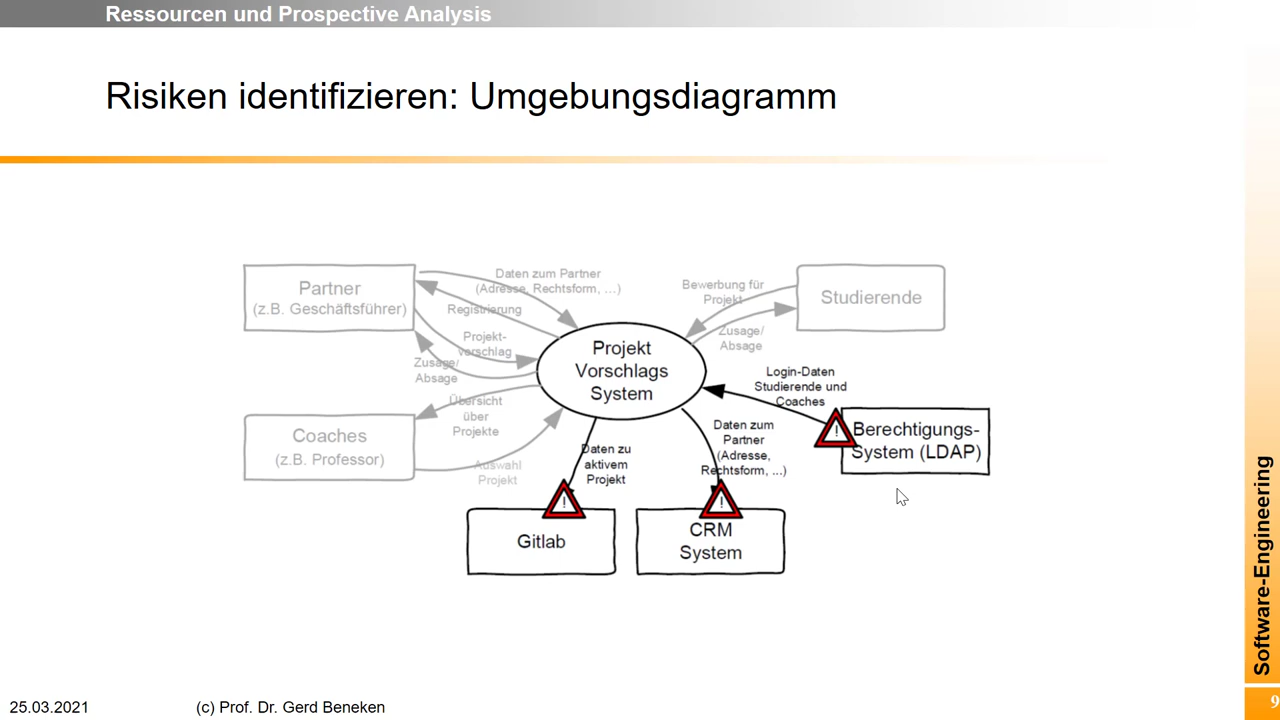 Ressourcen und Prospective Analysis
Risiken identifizieren: Umgebungsdiagramm
Partner
(z.B. Geschäftsführer)
Daten zum Partner
(Adresse, Rechtsform, ...)
Registrierung
Projekt-
vorschlag
Zusage/
Absage
Projekt
Vorschlags
System
Bewerbung für
Projekt
Zusage/
Absage
Studierende
Coaches
(z.B. Professor)
Übersicht
über
Projekte
Auswahl
Projekt
Login-Daten
Studierende und
Coaches
Berechtigungs-
System (LDAP)
Daten zu
aktivem
Projekt
Daten zum
Partner
(Adresse,
Rechtsform, ...)
!
!
!
Gitlab
CRM
System
Software-Engineering
25.03.2021
(c) Prof. Dr. Gerd Beneken
9